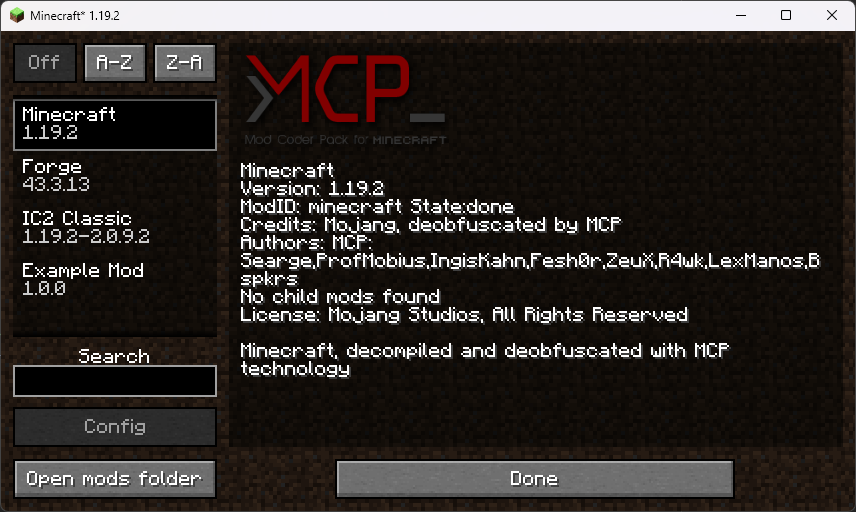 Minecraft* 1.19.2
Off A-Z Z-A
Minecraft
1.19.2
Forge
43.3.13
IC2 Classic
1.19.2-2.0.9.2
Example Mod
1.0.0
Search
Config
Open mods folder
MCP_
Mod Coder Pack for MINECRAFT
Minecraft
Version: 1.19.2
ModID: minecraft State:done
Credits: Mojang, deobfuscated by MCP
Authors: MCP:
Searge,ProfMobius,IngisKahn,Fesh0r,ZeuX,R4wk,LexManos,B
spkrs
No child mods found
License: Mojang Studios, All Rights Reserved
Minecraft, decompiled and deobfuscated with MCP
technology
Done